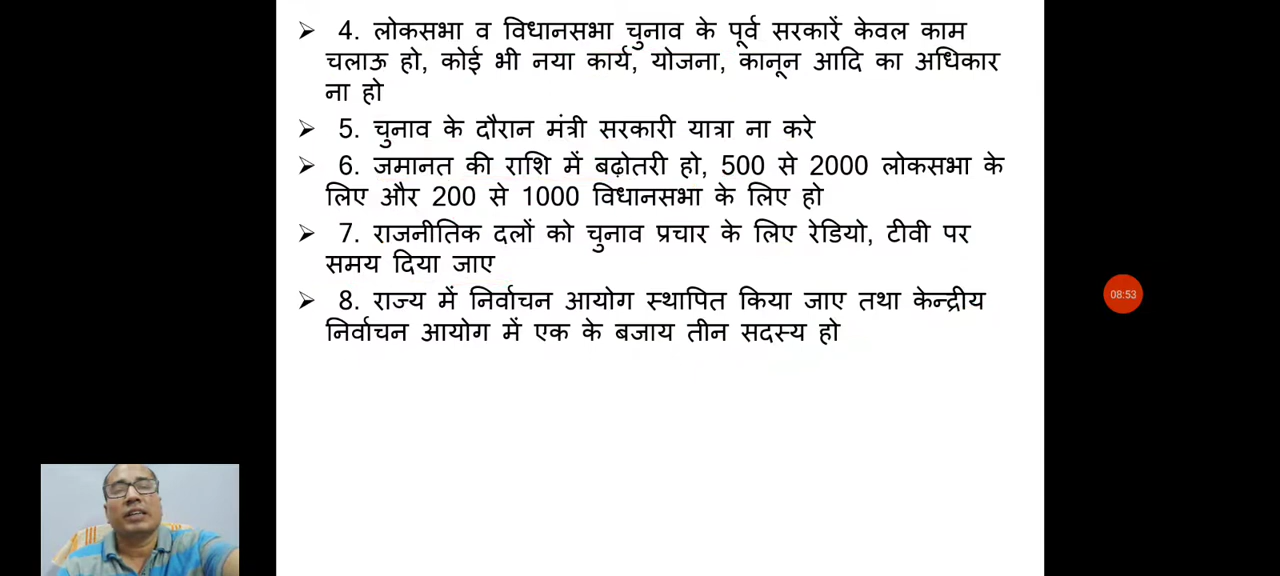 ➢ 4. लोकसभा व विधानसभा चुनाव के पूर्व सरकारें केवल काम
चलाऊ हो, कोई भी नया कार्य, योजना, कानून आदि का अधिकार
ना हो
➢ 5. चुनाव के दौरान मंत्री सरकारी यात्रा ना करे
➢ 6. जमानत की राशि में बढ़ोतरी हो, 500 से 2000 लोकसभा के
लिए और 200 से 1000 विधानसभा के लिए हो
➢ 7. राजनीतिक दलों को चुनाव प्रचार के लिए रेडियो, टीवी पर
समय दिया जाए
➢ 8. राज्य में निर्वाचन आयोग स्थापित किया जाए तथा केन्द्रीय
निर्वाचन आयोग में एक के बजाय तीन सदस्य हो
08:53